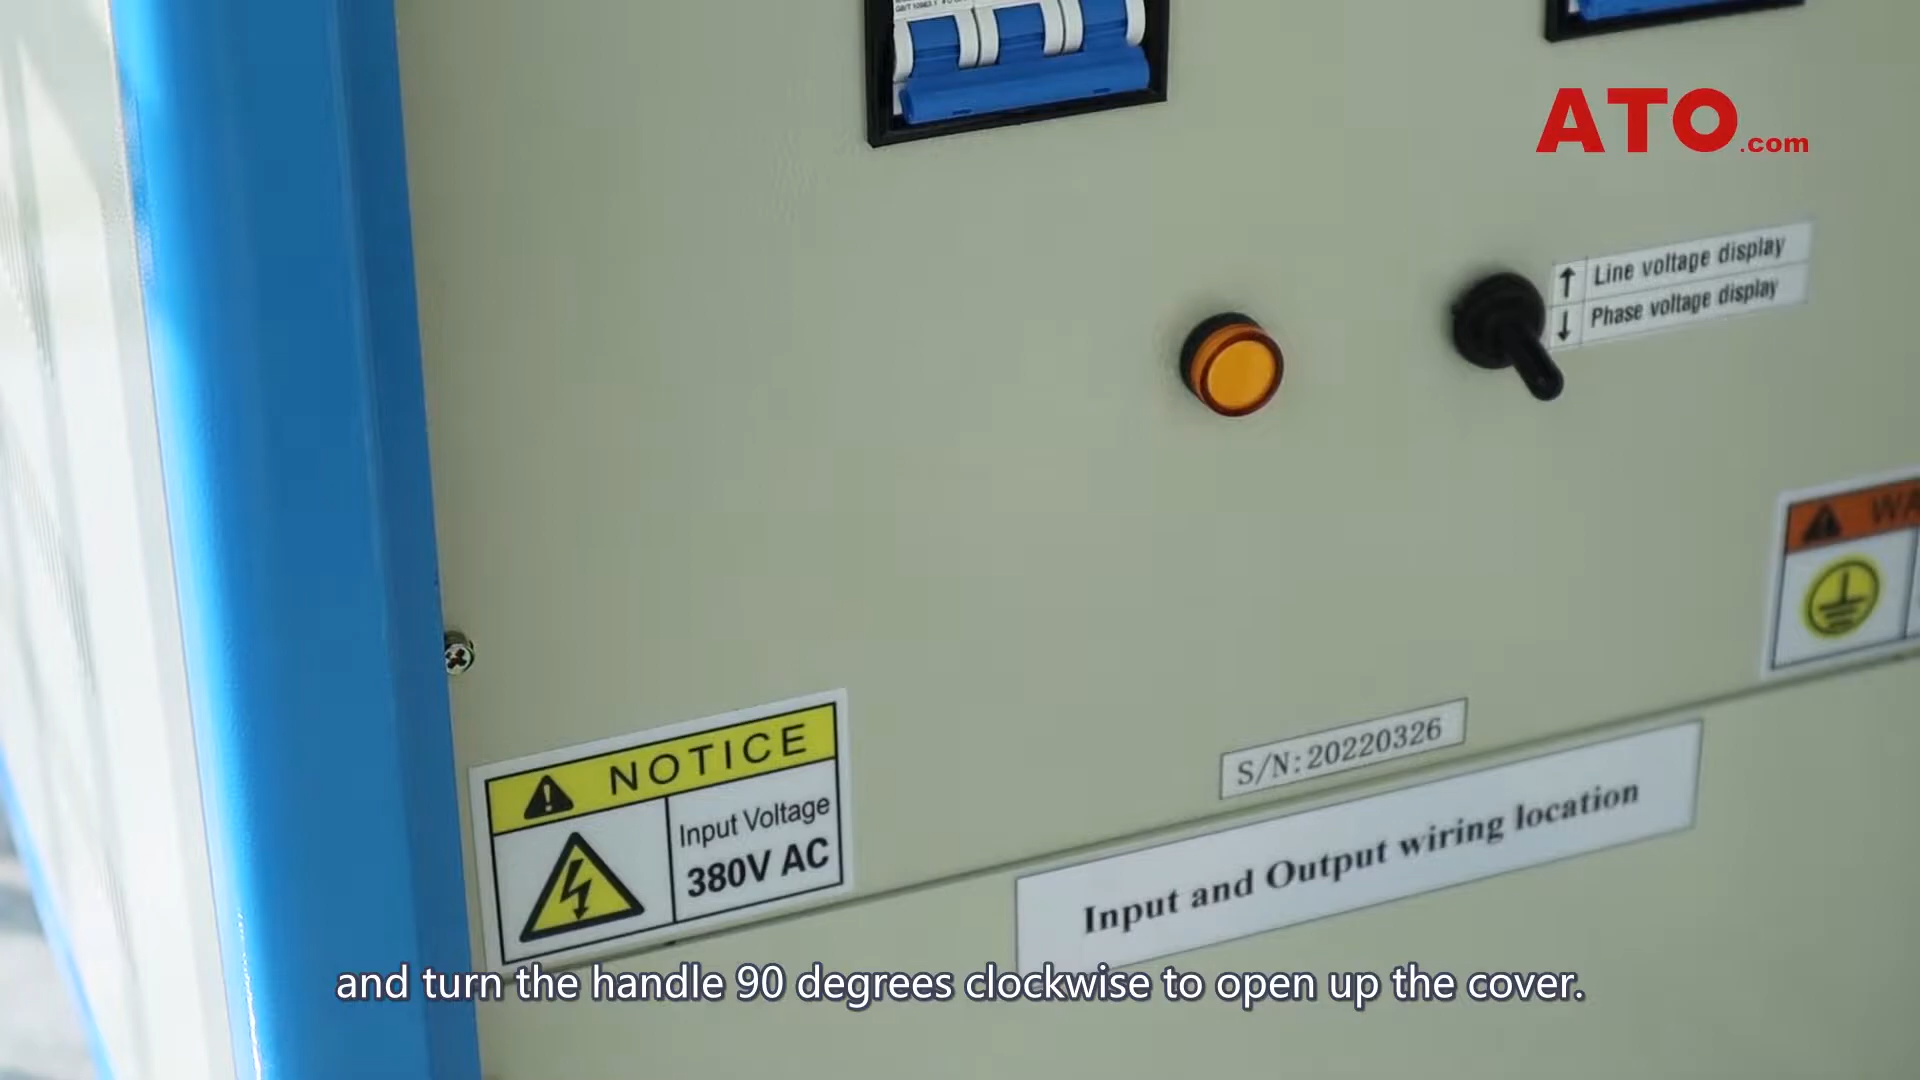 ATO.com
↑ Line voltage display
↓ Phase voltage display
NOTICE
Input Voltage
380V AC
S/N:20220326
Input and Output wiring location
and turn the handle 90 degrees clockwise to open up the cover.